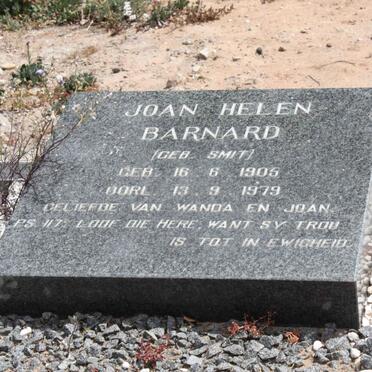 JOAN HELEN
BARNARD
[GEB. SMIT]
GEB. 16 6 1905
OORL. 13 9 1979
GELIEFDE VAN WANDA EN JOAN.
PS 117: LOOF DIE HERE, WANT SY TROU
IS TOT IN EWIGHEID.